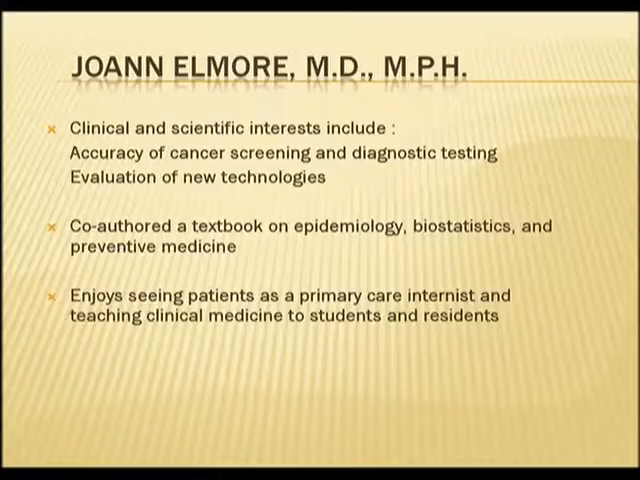 JOANN ELMORE, M.D., M.P.H.
Clinical and scientific interests include :
Accuracy of cancer screening and diagnostic testing
Evaluation of new technologies
Co-authored a textbook on epidemiology, biostatistics, and
preventive medicine
Enjoys seeing patients as a primary care internist and
teaching clinical medicine to students and residents